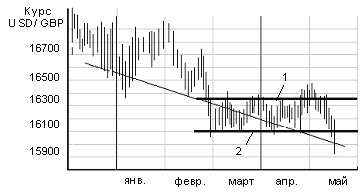 Курс
USD/GBP
16700
16500
16300
16100
15900
1
2
янв.
февр.
март
апр.
май